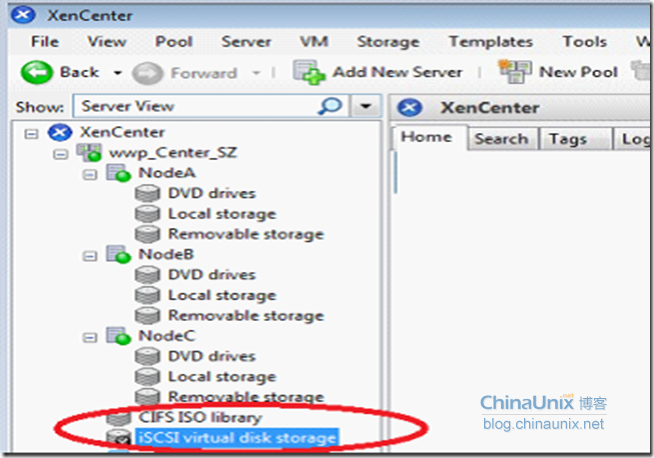 XenCenter
File View Pool Server VM Storage Templates Tools W
Back Forward Add New Server New Pool
Show: Server View
XenCenter
Home Search Tags Log
XenCenter
wwp_Center_SZ
NodeA
DVD drives
Local storage
Removable storage
NodeB
DVD drives
Local storage
Removable storage
NodeC
DVD drives
Local storage
Removable storage
CIFS ISO library
iSCSI virtual disk storage
ChinaUnix.net 博客
blog.chinaunix.net